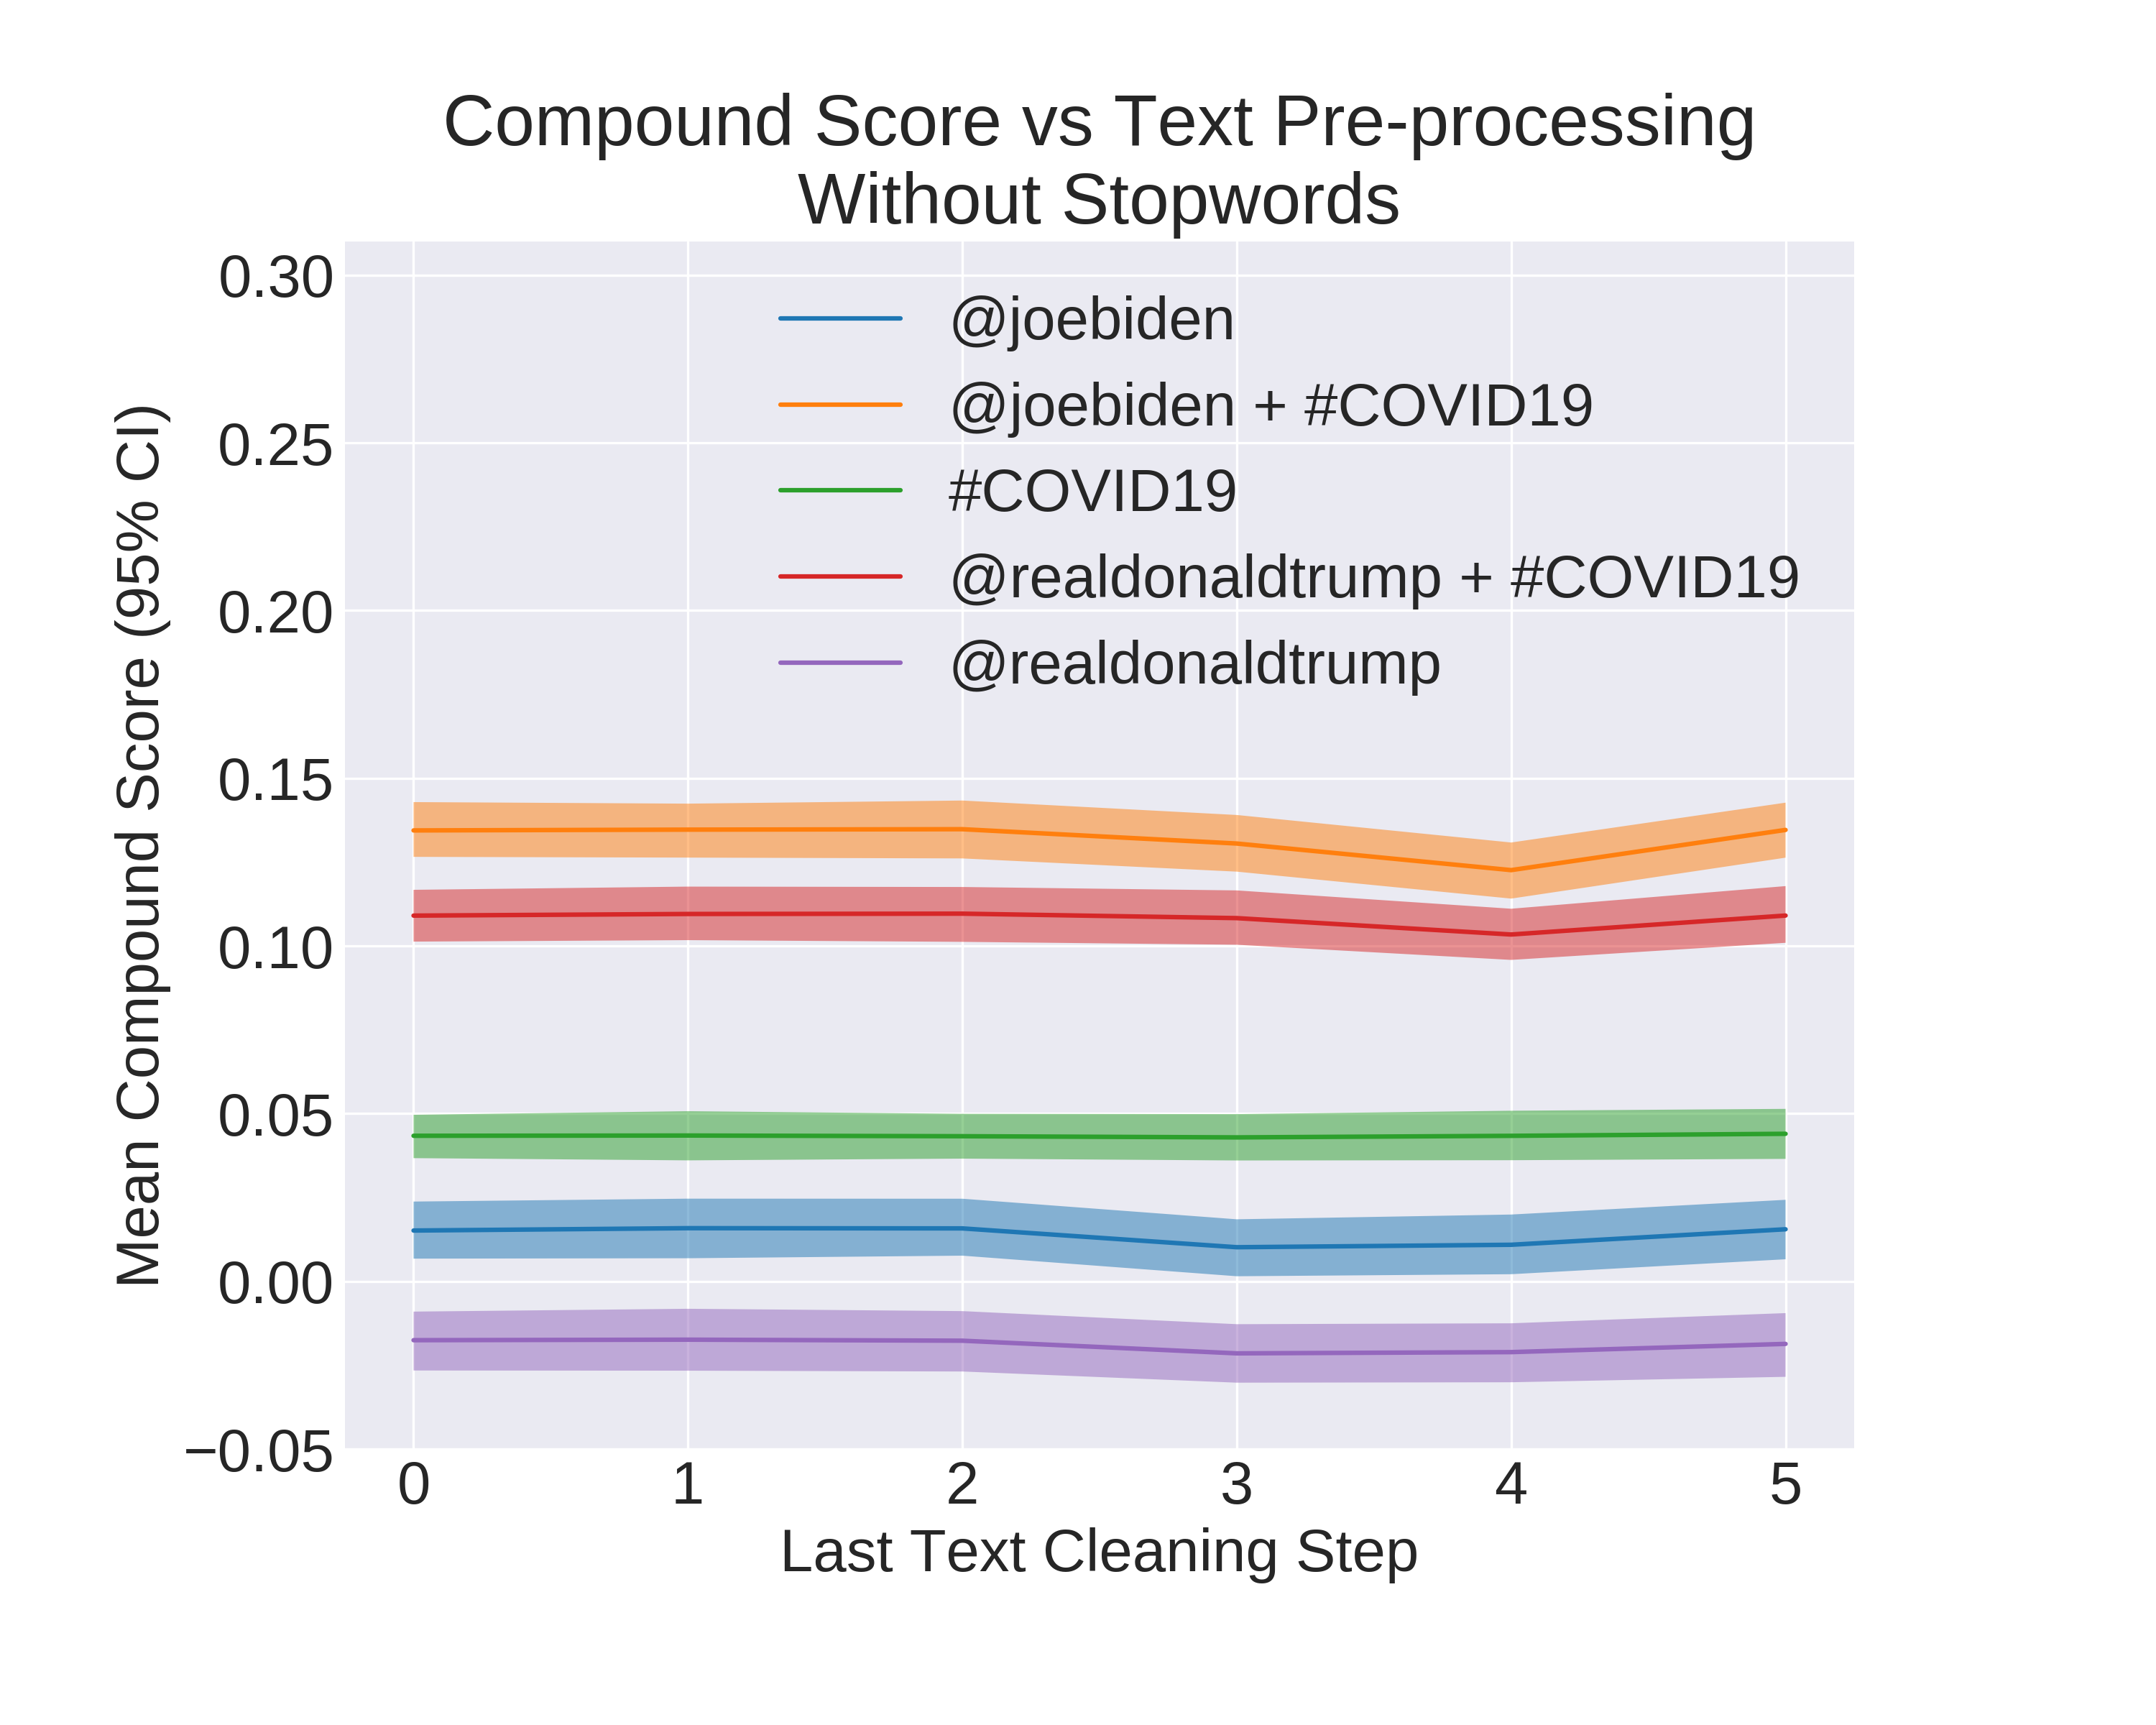 Compound Score vs Text Pre-processing
Without Stopwords
Mean Compound Score (95% CI)
0.30
0.25
0.20
0.15
0.10
0.05
0.00
−0.05
@joebiden
@joebiden + #COVID19
#COVID19
@realdonaldtrump + #COVID19
@realdonaldtrump
0 1 2 3 4 5
Last Text Cleaning Step